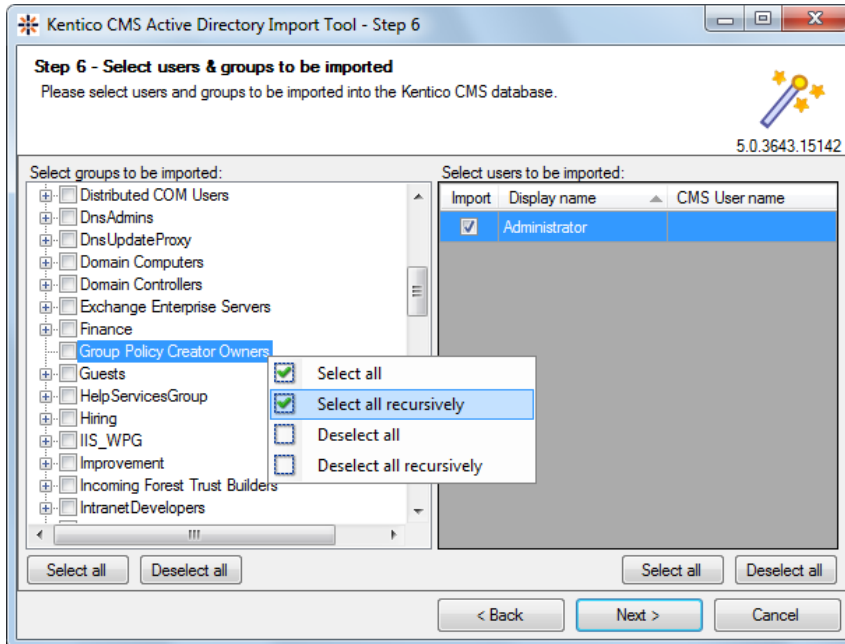 Kentico CMS Active Directory Import Tool - Step 6
Step 6 - Select users & groups to be imported
Please select users and groups to be imported into the Kentico CMS database.
5.0.3643.15142
Select groups to be imported:
Distributed COM Users
DnsAdmins
DnsUpdateProxy
Domain Computers
Domain Controllers
Exchange Enterprise Servers
Finance
Group Policy Creator Owners
Guests
HelpServicesGroup
Hiring
IIS_WPG
Improvement
Incoming Forest Trust Builders
IntranetDevelopers
Select all
Select all recursively
Deselect all
Deselect all recursively
Select users to be imported:
Import Display name CMS User name
Administrator
Select all Deselect all
Select all Deselect all
< Back Next > Cancel